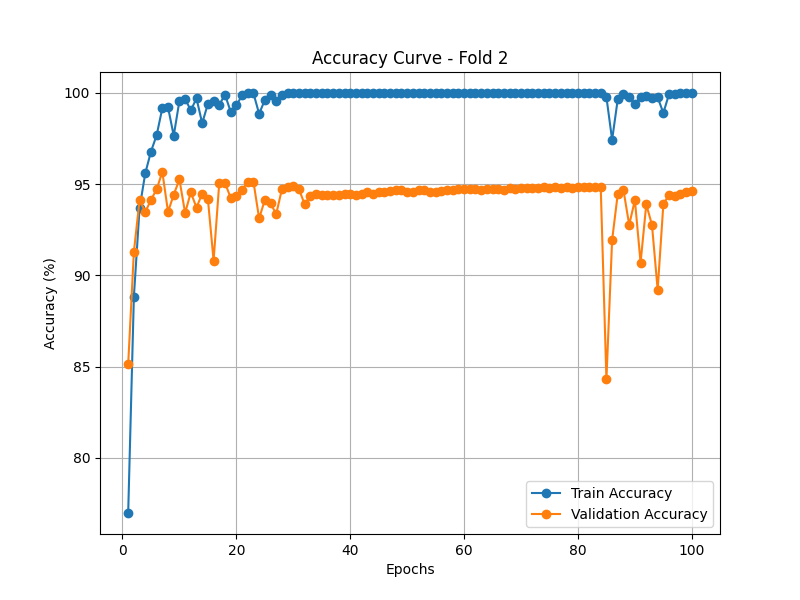 Accuracy Curve - Fold 2
100
95
90
85
80
Accuracy (%)
0 20 40 60 80 100
Epochs
Train Accuracy
Validation Accuracy